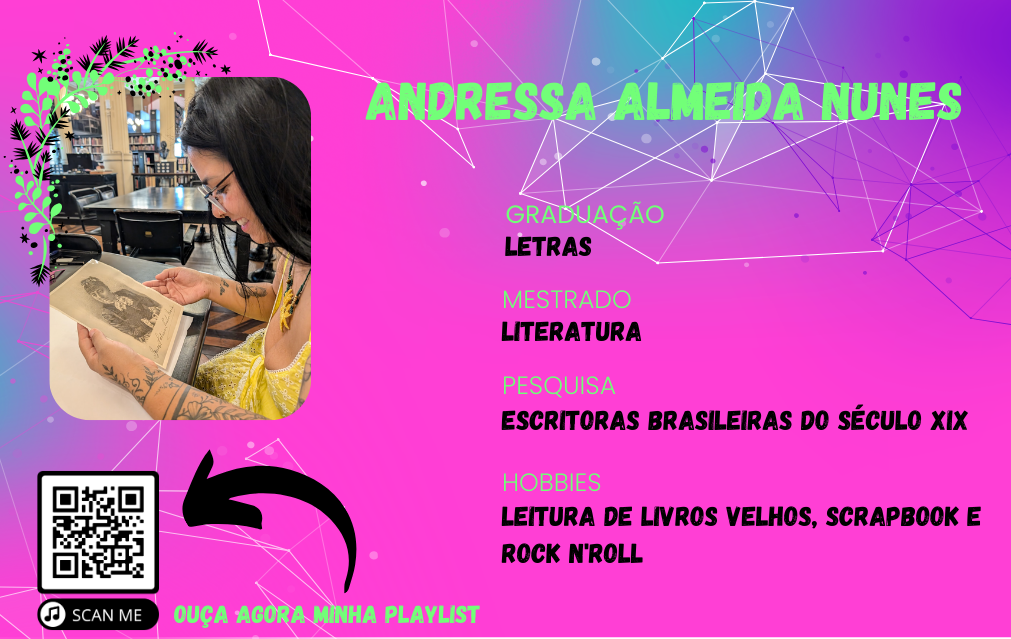 ANDRESSA ALMEIDA NUNES
GRADUAÇÃO
LETRAS
MESTRADO
LITERATURA
PESQUISA
ESCRITORAS BRASILEIRAS DO SÉCULO XIX
HOBBIES
LEITURA DE LIVROS VELHOS, SCRAPBOOK E
ROCK N'ROLL
SCAN ME
OUÇA AGORA MINHA PLAYLIST